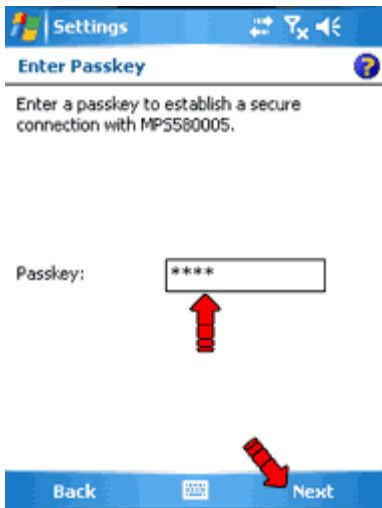 Settings
Enter Passkey
Enter a passkey to establish a secure
connection with MPS580005.
Passkey: ****
Back Next